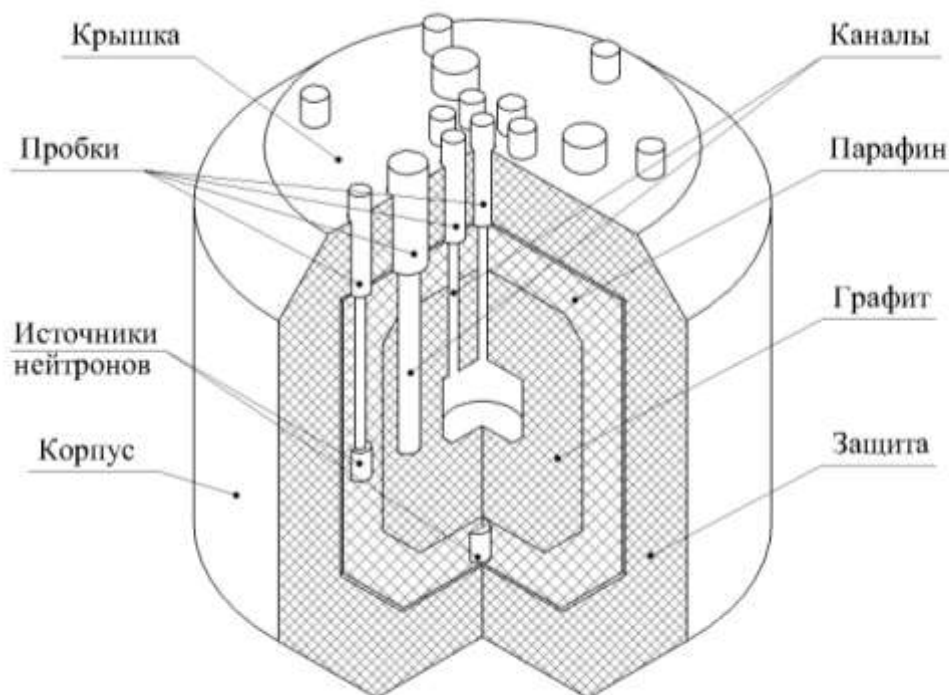 Крышка
Каналы
Пробки
Парафин
Источники
нейтронов
Графит
Корпус
Защита